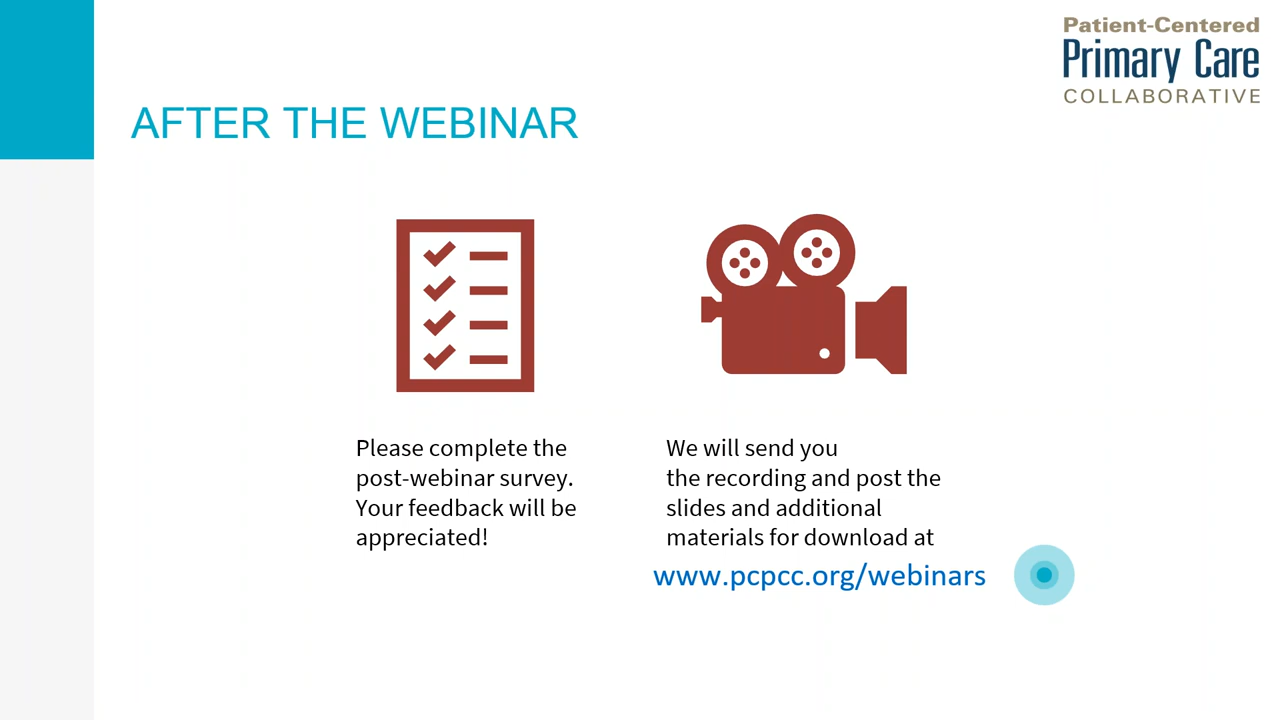 Patient-Centered
Primary Care
COLLABORATIVE
AFTER THE WEBINAR
Please complete the
post-webinar survey.
Your feedback will be
appreciated!
We will send you
the recording and post the
slides and additional
materials for download at
www.pcpcc.org/webinars